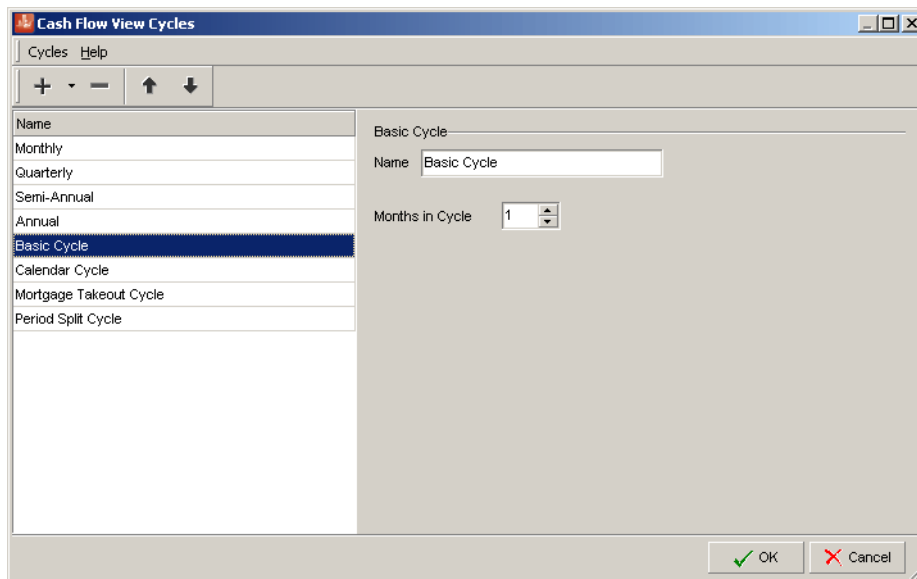 Cash Flow View Cycles
Cycles Help
Name
Monthly
Quarterly
Semi-Annual
Annual
Basic Cycle
Calendar Cycle
Mortgage Takeout Cycle
Period Split Cycle
Basic Cycle
Name Basic Cycle
Months in Cycle 1
OK Cancel